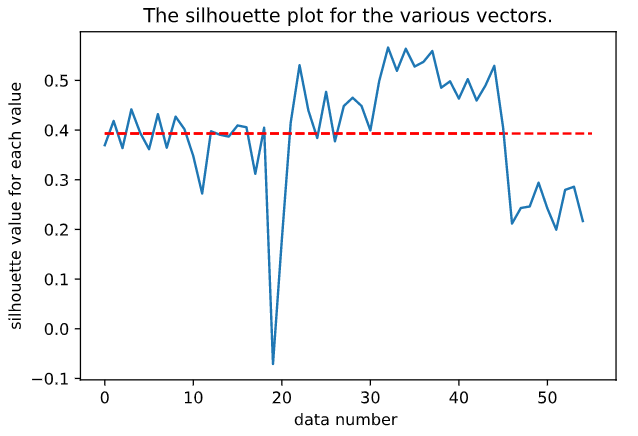 The silhouette plot for the various vectors.
silhouette value for each value
0.5
0.4
0.3
0.2
0.1
0.0
−0.1
0 10 20 30 40 50
data number